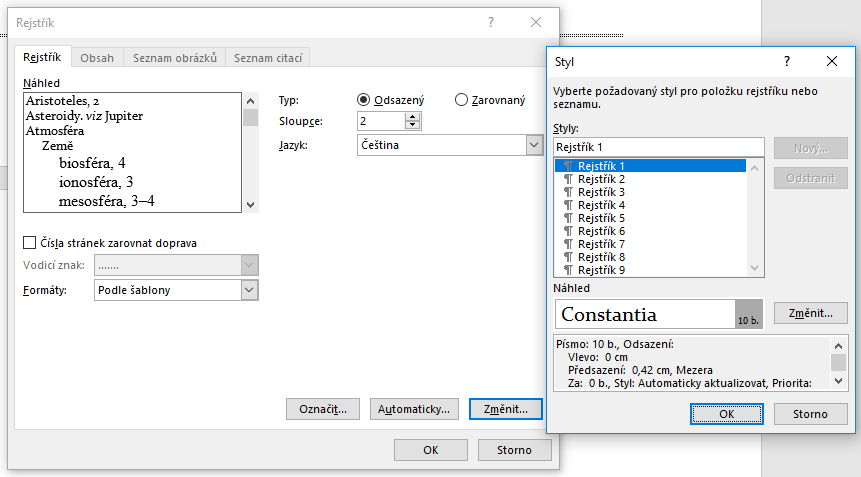 Rejstřík
?
Rejstřík
Obsah
Seznam obrázků
Seznam citací
Náhled
Aristoteles, 2
Asteroidy. viz Jupiter
Atmosféra
Země
biosféra, 4
ionosféra, 3
mesosféra, 3–4
Typ:
Odsazený
Zarovnaný
Sloupce:
2
Jazyk:
Čeština
Čísla stránek zarovnat doprava
Vodicí znak:
.......
Formáty:
Podle šablony
Označit...
Automaticky...
Změnit...
OK
Storno
Styl
?
Vyberte požadovaný styl pro položku rejstříku nebo
seznamu.
Styly:
Rejstřík 1
Nový...
Odstranit
¶ Rejstřík 1
¶ Rejstřík 2
¶ Rejstřík 3
¶ Rejstřík 4
¶ Rejstřík 5
¶ Rejstřík 6
¶ Rejstřík 7
¶ Rejstřík 8
¶ Rejstřík 9
Náhled
Constantia
10 b.
Změnit...
Písmo: 10 b., Odsazení:
Vlevo: 0 cm
Předsazení: 0,42 cm, Mezera
Za: 0 b., Styl: Automaticky aktualizovat, Priorita:
OK
Storno